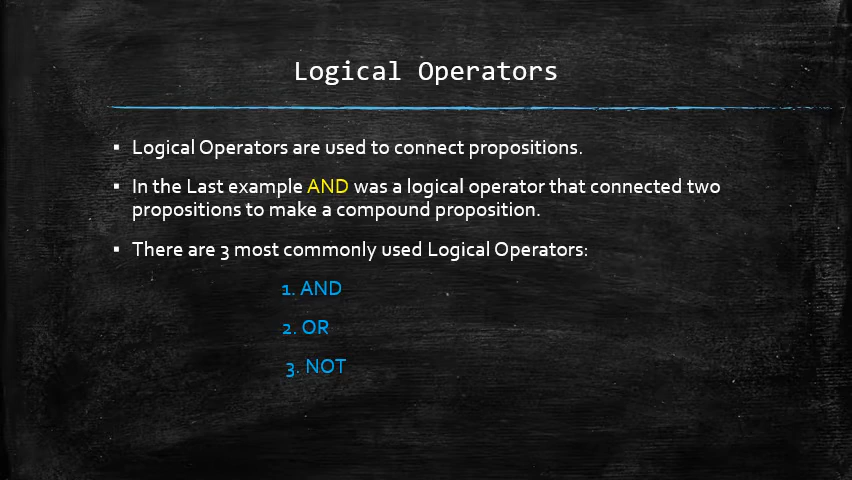 Logical Operators
▪ Logical Operators are used to connect propositions.
▪ In the Last example AND was a logical operator that connected two
propositions to make a compound proposition.
▪ There are 3 most commonly used Logical Operators:
1. AND
2. OR
3. NOT